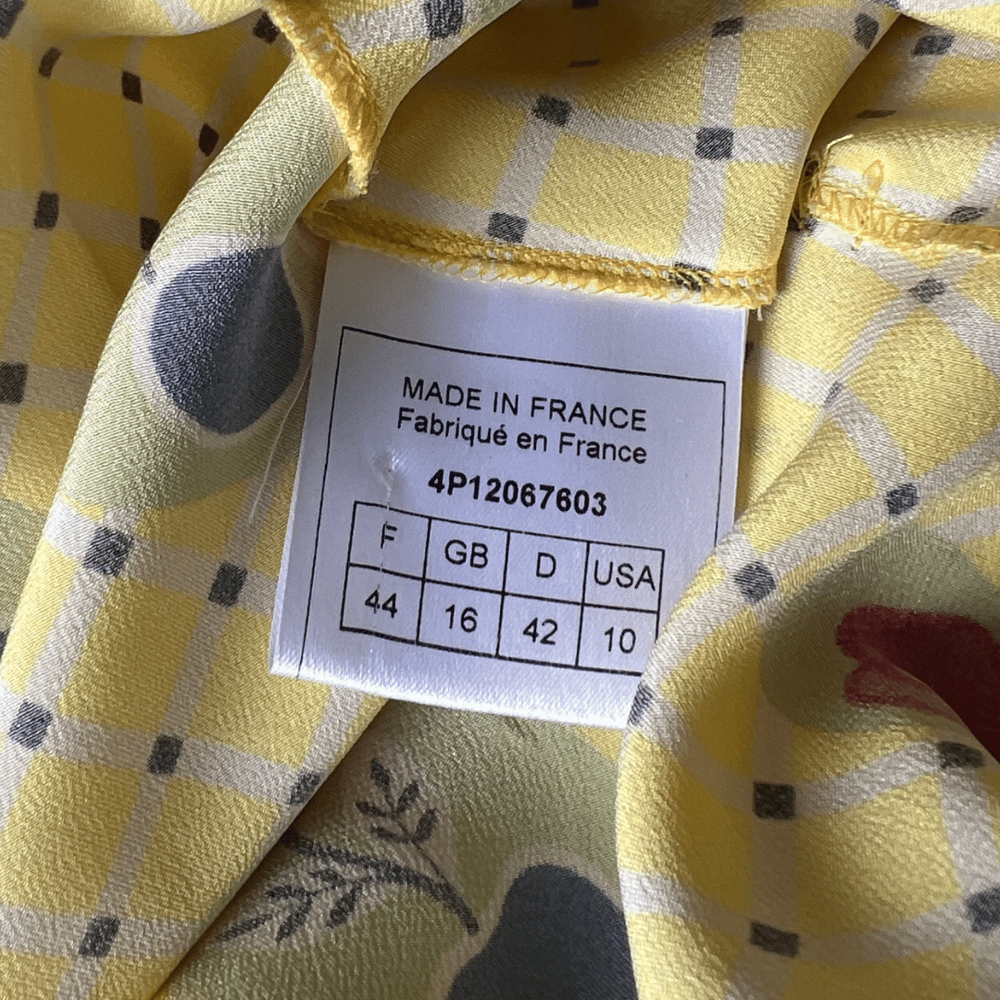 MADE IN FRANCE
Fabriqué en France
4P12067603
F GB D USA
44 16 42 10